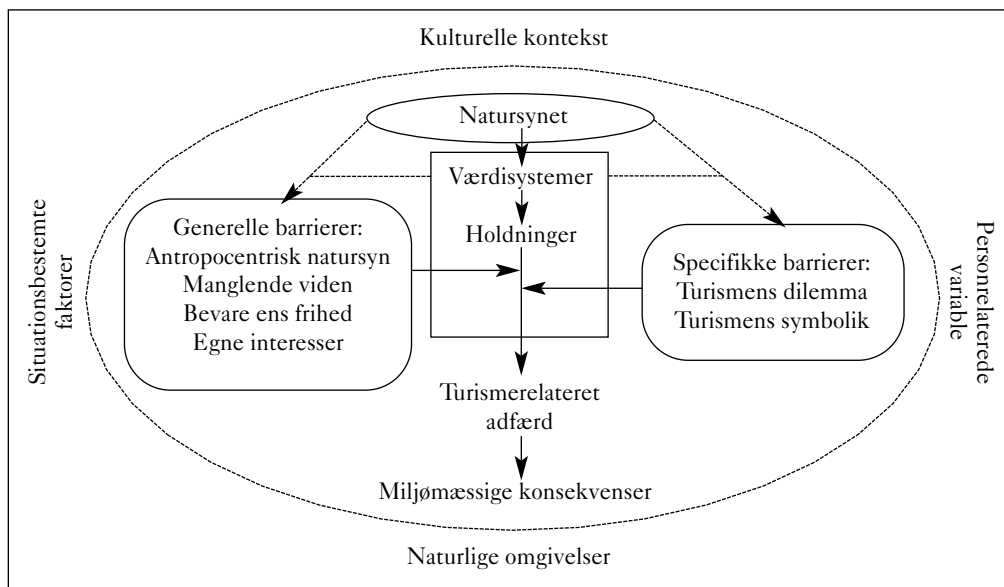 Kulturelle kontekst
Natursynet
Værdisystemer
Holdninger
Situationsbestemte
faktorer
Generelle barrierer:
Antropocentrisk natursyn
Manglende viden
Bevare ens frihed
Egne interesser
Specifikke barrierer:
Turismens dilemma
Turismens symbolik
Personrelaterede
variable
Turismerelateret
adfærd
Miljømæssige konsekvenser
Naturlige omgivelser